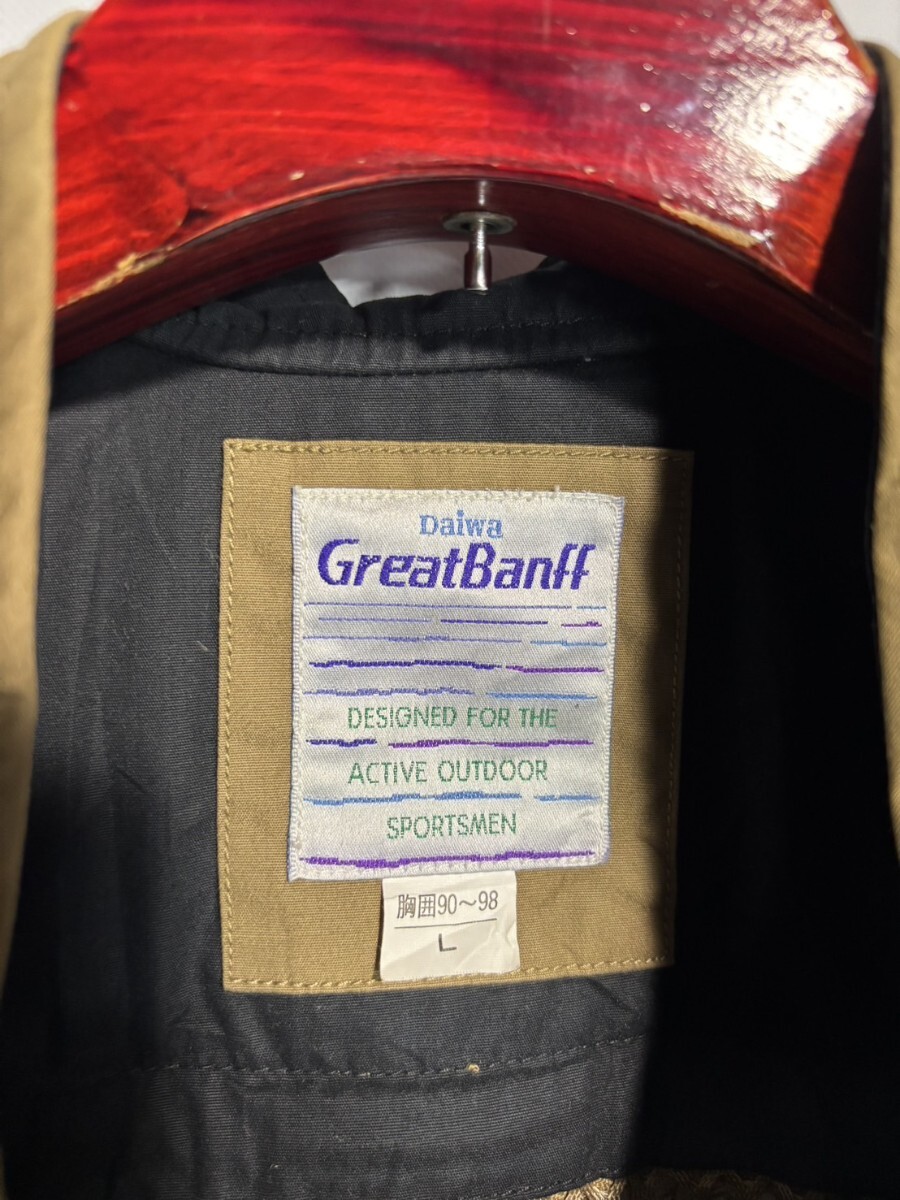 Daiwa
GreatBanff
DESIGNED FOR THE
ACTIVE OUTDOOR
SPORTSMEN
胸囲90～98
L